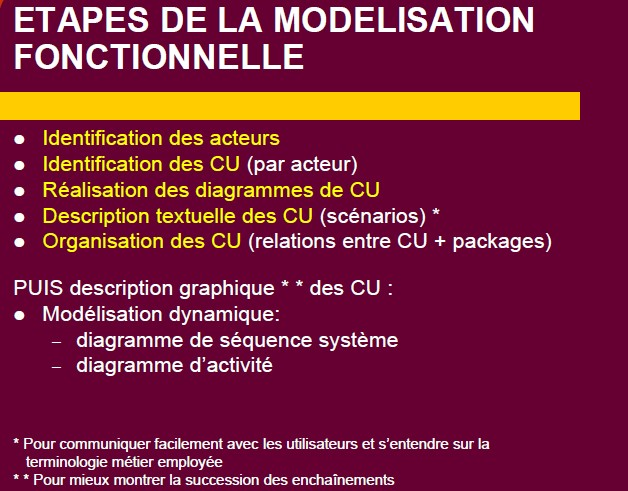 ETAPES DE LA MODELISATION
FONCTIONNELLE
● Identification des acteurs
● Identification des CU (par acteur)
● Réalisation des diagrammes de CU
● Description textuelle des CU (scénarios) *
● Organisation des CU (relations entre CU + packages)
PUIS description graphique * * des CU :
● Modélisation dynamique:
– diagramme de séquence système
– diagramme d’activité
* Pour communiquer facilement avec les utilisateurs et s’entendre sur la
terminologie métier employée
* * Pour mieux montrer la succession des enchaînements